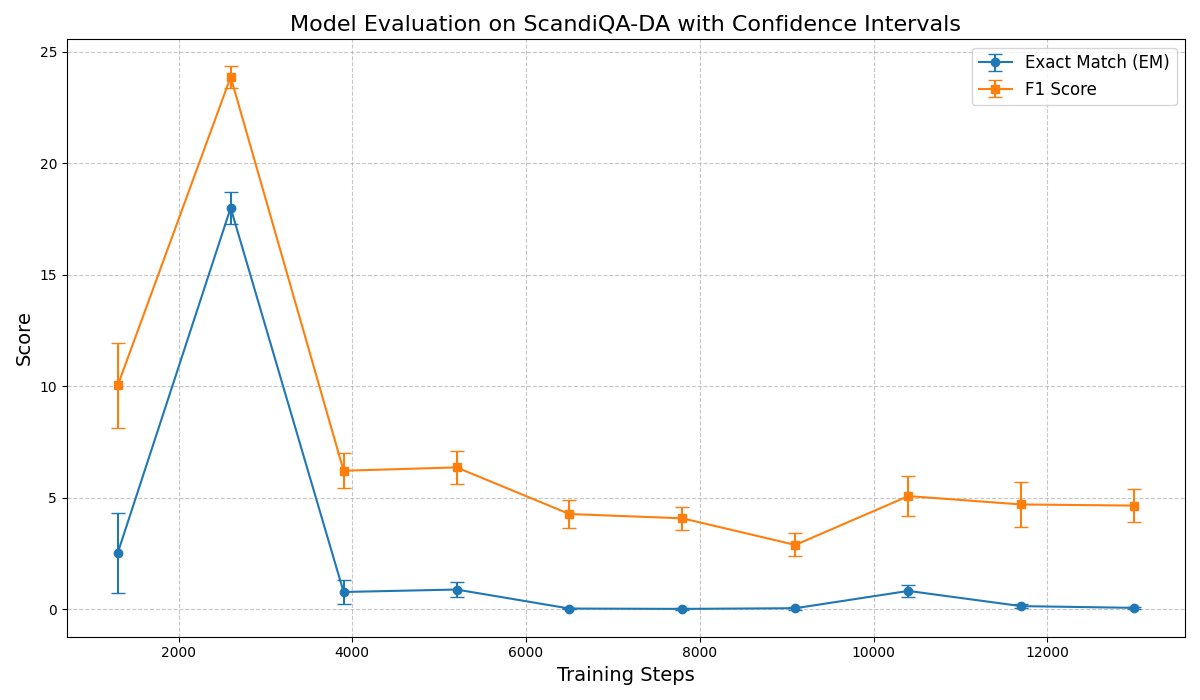 Model Evaluation on ScandiQA-DA with Confidence Intervals
Exact Match (EM)
F1 Score
Score
25
20
15
10
5
0
2000 4000 6000 8000 10000 12000
Training Steps